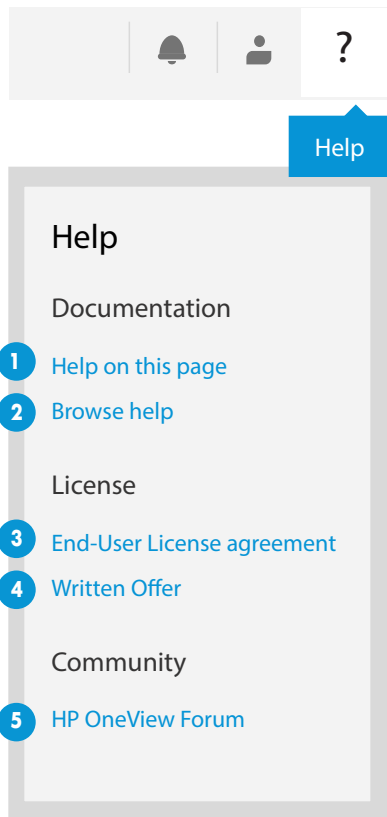 ?
Help
Help
Documentation
1 Help on this page
2 Browse help
License
3 End-User License agreement
4 Written Offer
Community
5 HP OneView Forum